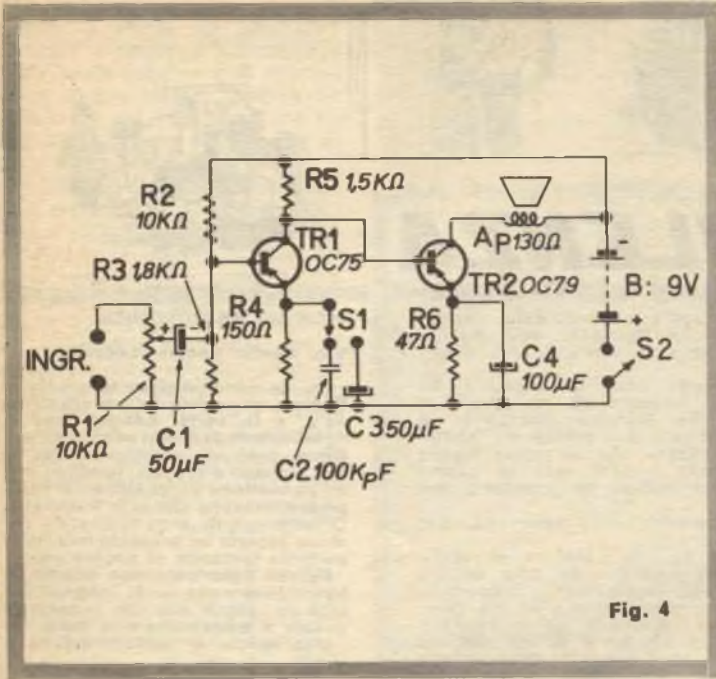 R5 1,5KΩ
R2
10KΩ
TR1
OC75
AP 130Ω
-
R3 1,8KΩ
TR2 OC79
B: 9V
R4
150Ω
S1
R6
47Ω
+
+ -
INGR.
C4
100µF
S2
R1
10KΩ
C1
50µF
C3 50µF
C2 100KpF
Fig. 4